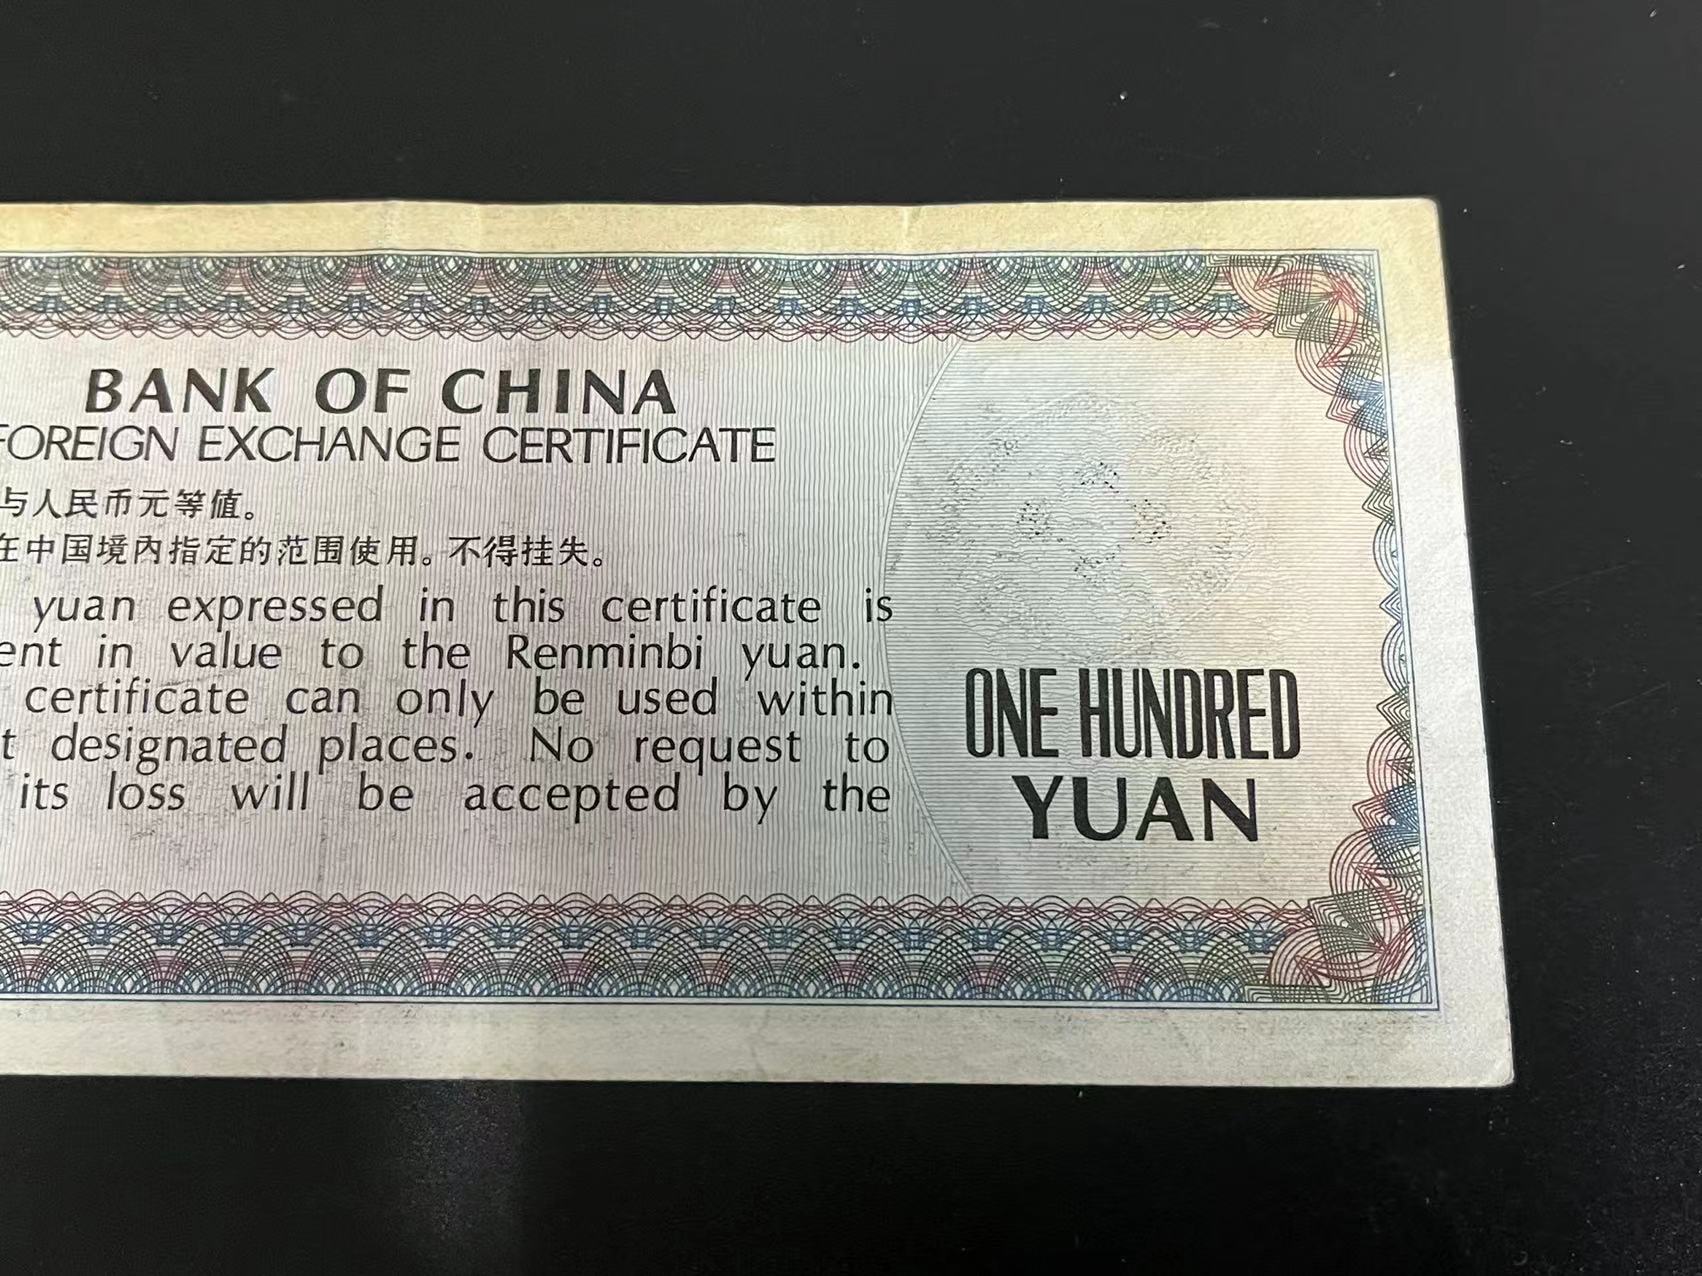 BANK OF CHINA
FOREIGN EXCHANGE CERTIFICATE
与人民币元等值。
在中国境内指定的范围使用。不得挂失。
yuan expressed in this certificate is
ent in value to the Renminbi yuan.
certificate can only be used within
t designated places. No request to
its loss will be accepted by the
ONE HUNDRED
YUAN